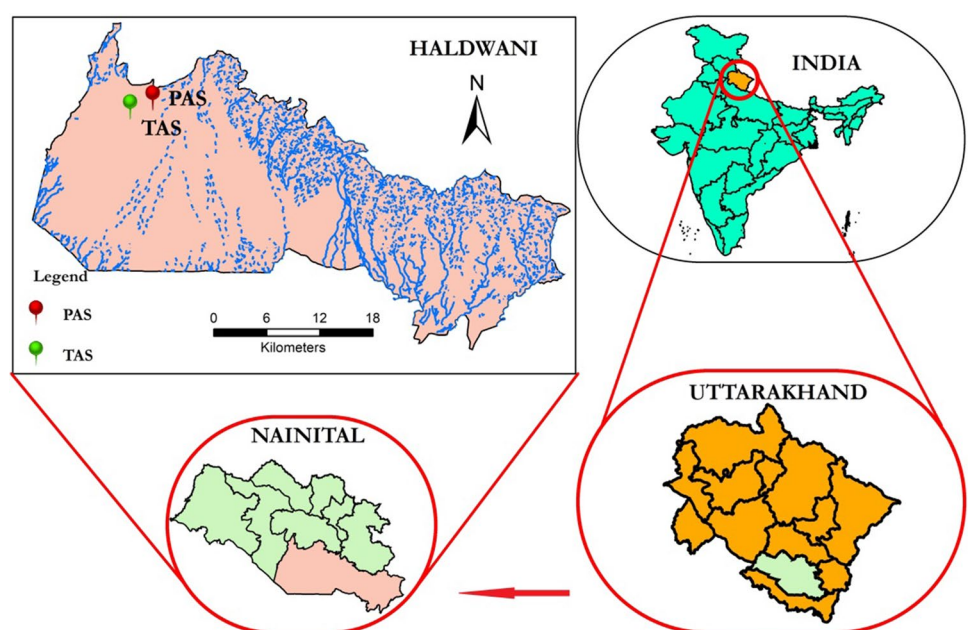 HALDWANI
N
PAS
TAS
Legend
PAS
TAS
0 6 12 18
Kilometers
INDIA
NAINITAL
UTTARAKHAND